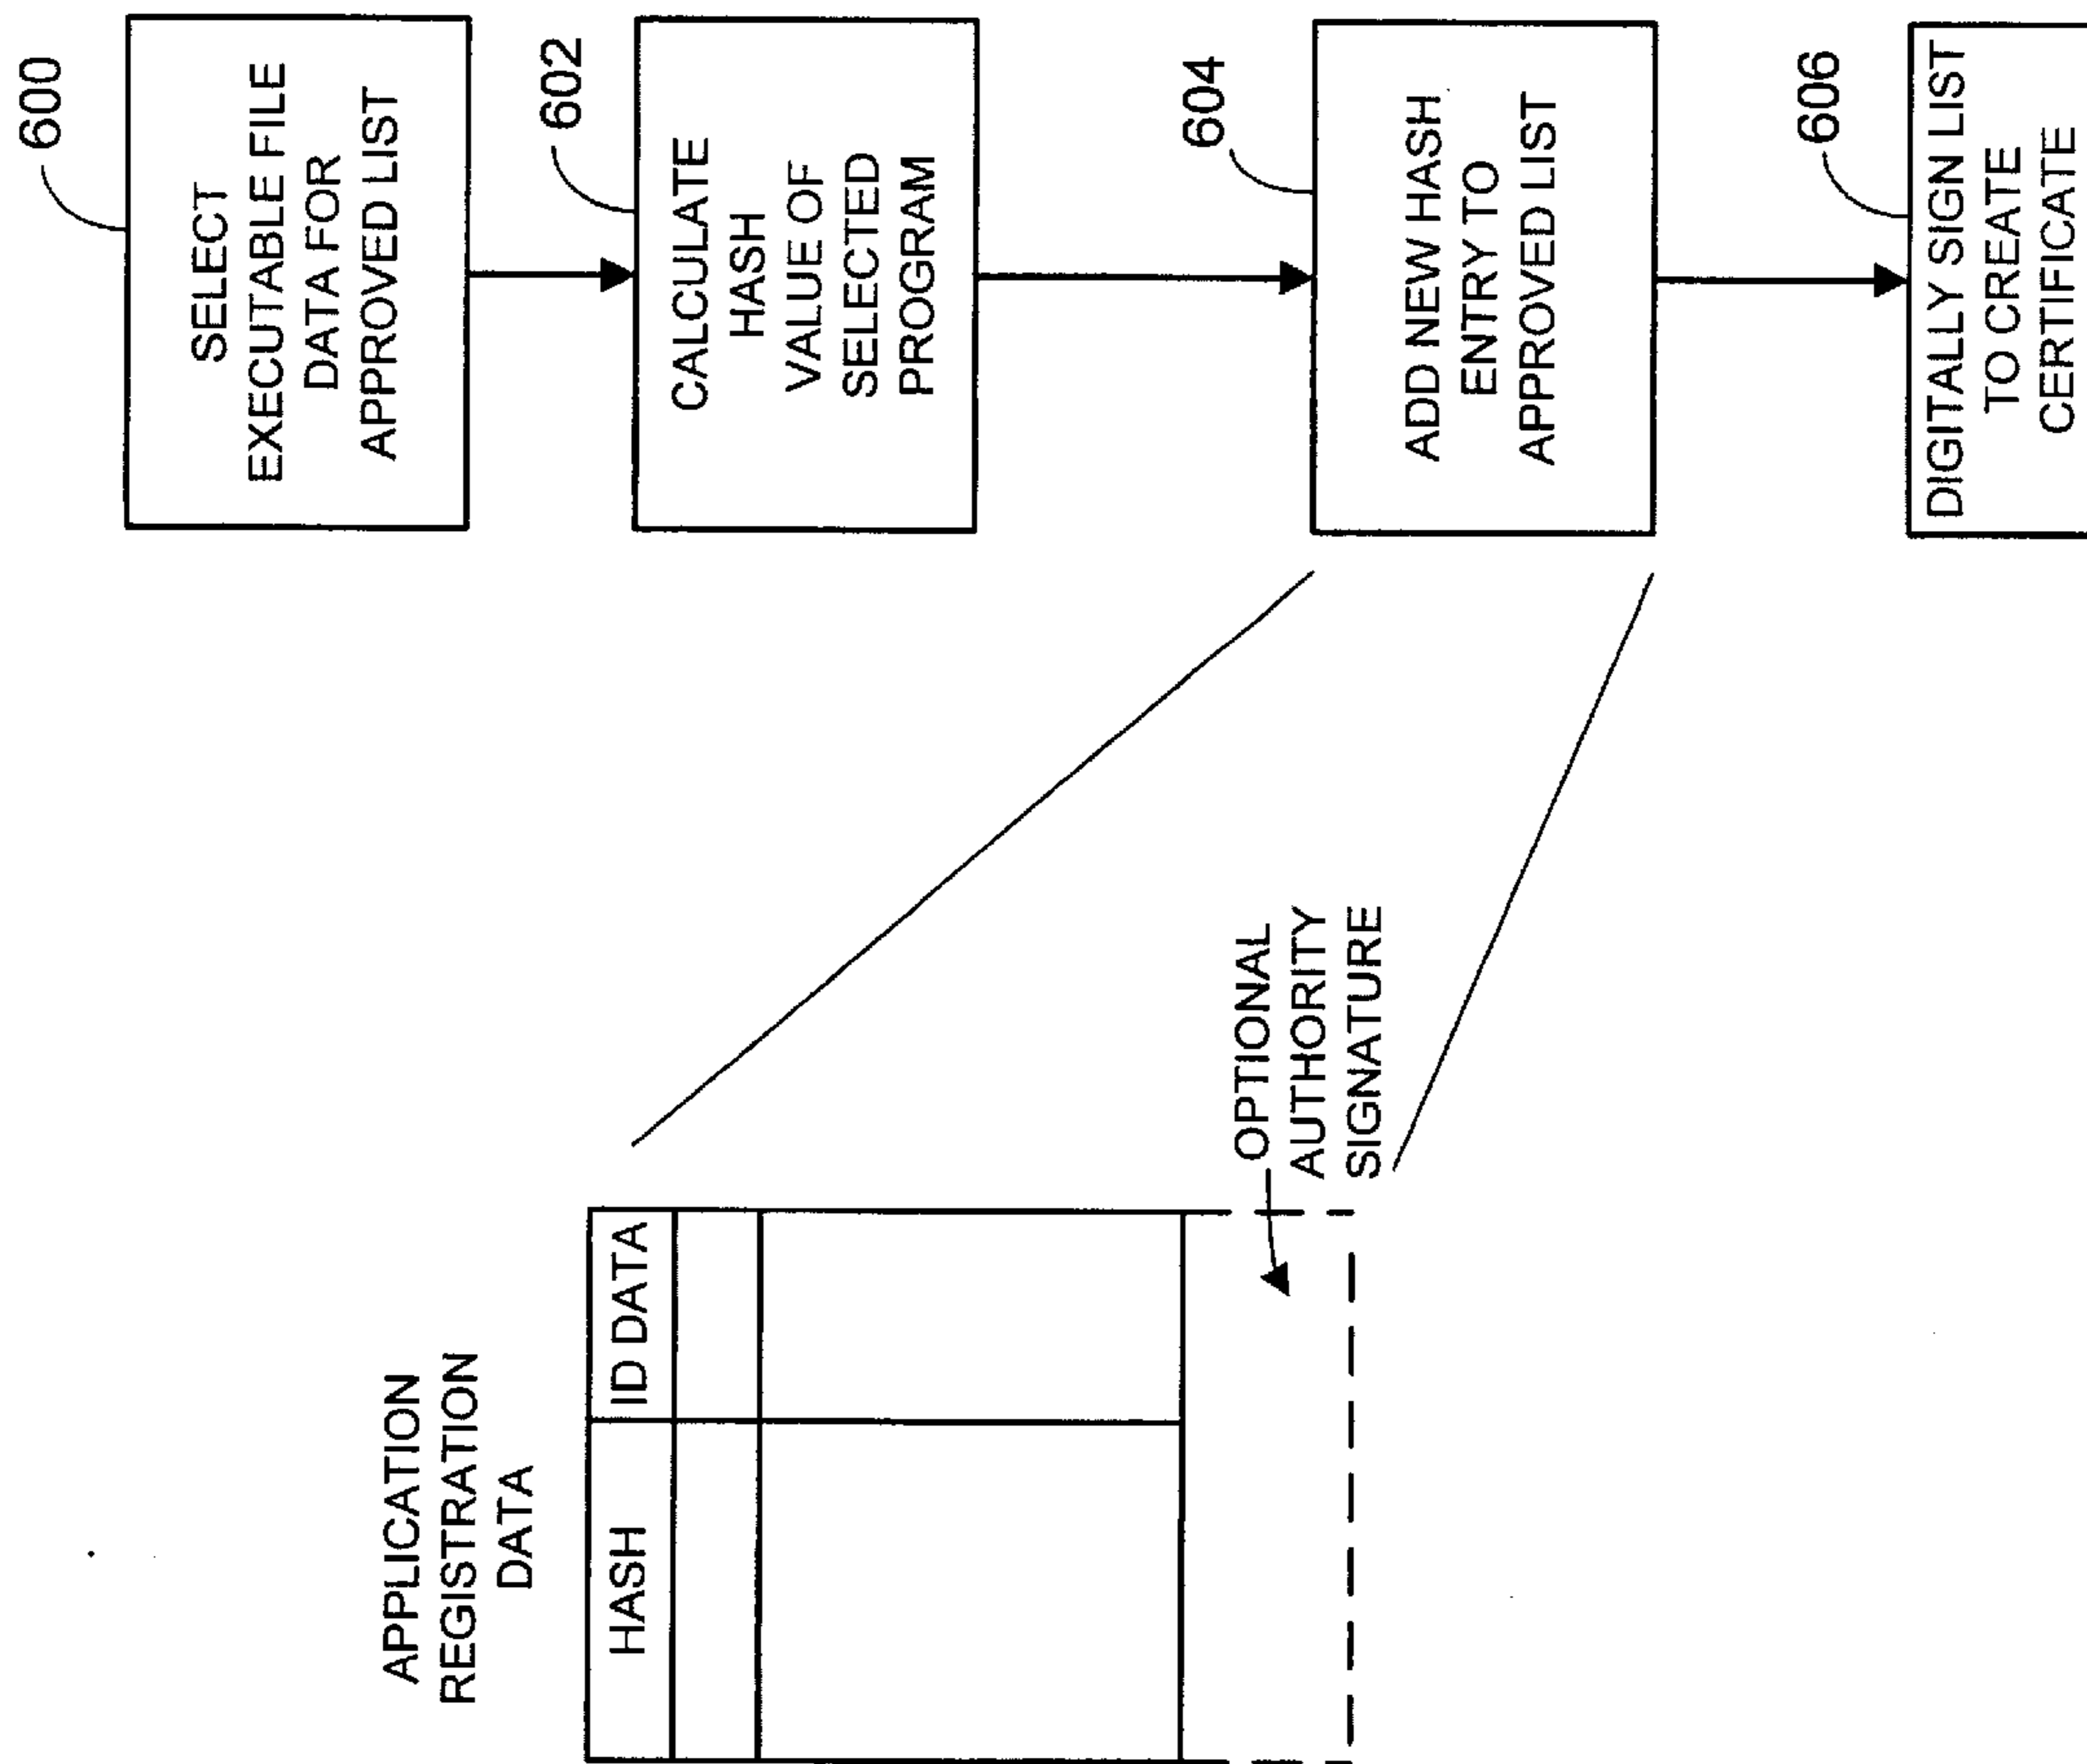 600
SELECT
EXECUTABLE FILE
DATA FOR
APPROVED LIST
602
CALCULATE
HASH
VALUE OF
SELECTED
PROGRAM
604
ADD NEW HASH
ENTRY TO
APPROVED LIST
606
DIGITALLY SIGN LIST
TO CREATE
CERTIFICATE
APPLICATION
REGISTRATION
DATA
HASH
ID DATA
OPTIONAL
AUTHORITY
SIGNATURE